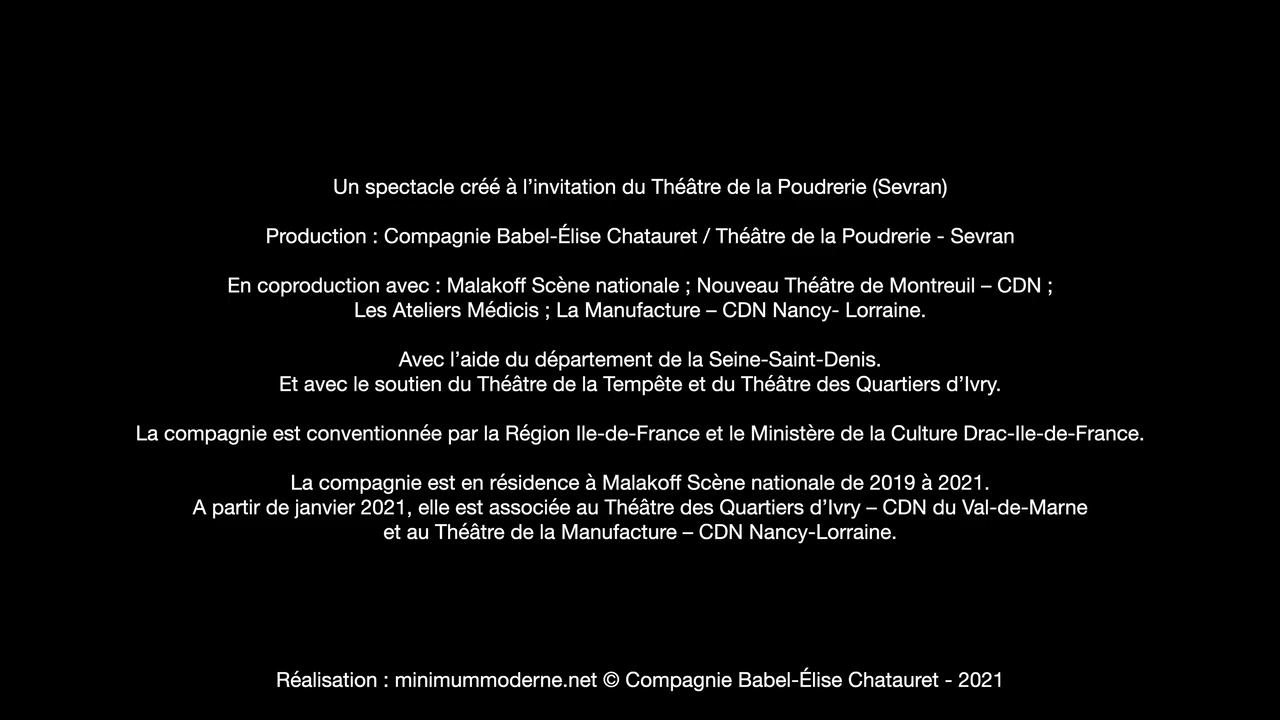 Un spectacle créé à l’invitation du Théâtre de la Poudrerie (Sevran)
Production : Compagnie Babel-Élise Chatauret / Théâtre de la Poudrerie - Sevran
En coproduction avec : Malakoff Scène nationale ; Nouveau Théâtre de Montreuil – CDN ;
Les Ateliers Médicis ; La Manufacture – CDN Nancy- Lorraine.
Avec l’aide du département de la Seine-Saint-Denis.
Et avec le soutien du Théâtre de la Tempête et du Théâtre des Quartiers d’Ivry.
La compagnie est conventionnée par la Région Ile-de-France et le Ministère de la Culture Drac-Ile-de-France.
La compagnie est en résidence à Malakoff Scène nationale de 2019 à 2021.
A partir de janvier 2021, elle est associée au Théâtre des Quartiers d’Ivry – CDN du Val-de-Marne
et au Théâtre de la Manufacture – CDN Nancy-Lorraine.
Réalisation : minimummoderne.net © Compagnie Babel-Élise Chatauret - 2021